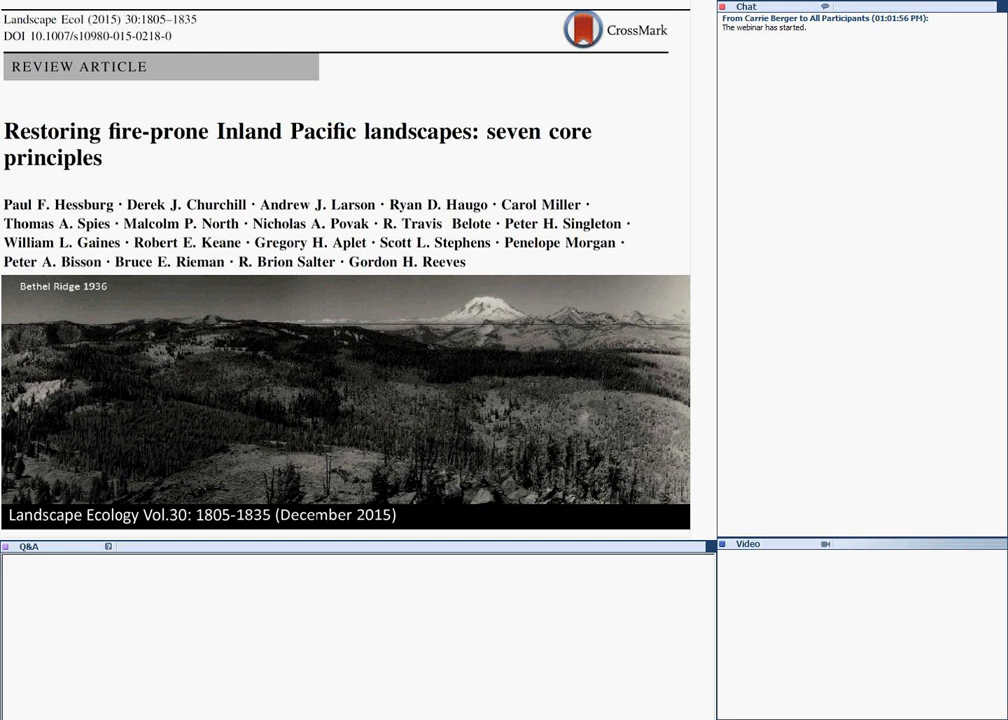 Landscape Ecol (2015) 30:1805–1835
DOI 10.1007/s10980-015-0218-0
CrossMark
REVIEW ARTICLE
Restoring fire-prone Inland Pacific landscapes: seven core
principles
Paul F. Hessburg · Derek J. Churchill · Andrew J. Larson · Ryan D. Haugo · Carol Miller ·
Thomas A. Spies · Malcolm P. North · Nicholas A. Povak · R. Travis Belote · Peter H. Singleton ·
William L. Gaines · Robert E. Keane · Gregory H. Aplet · Scott L. Stephens · Penelope Morgan ·
Peter A. Bisson · Bruce E. Rieman · R. Brion Salter · Gordon H. Reeves
Bethel Ridge 1936
Landscape Ecology Vol.30: 1805-1835 (December 2015)
Q&A
Chat
From Carrie Berger to All Participants (01:01:56 PM):
The webinar has started.
Video